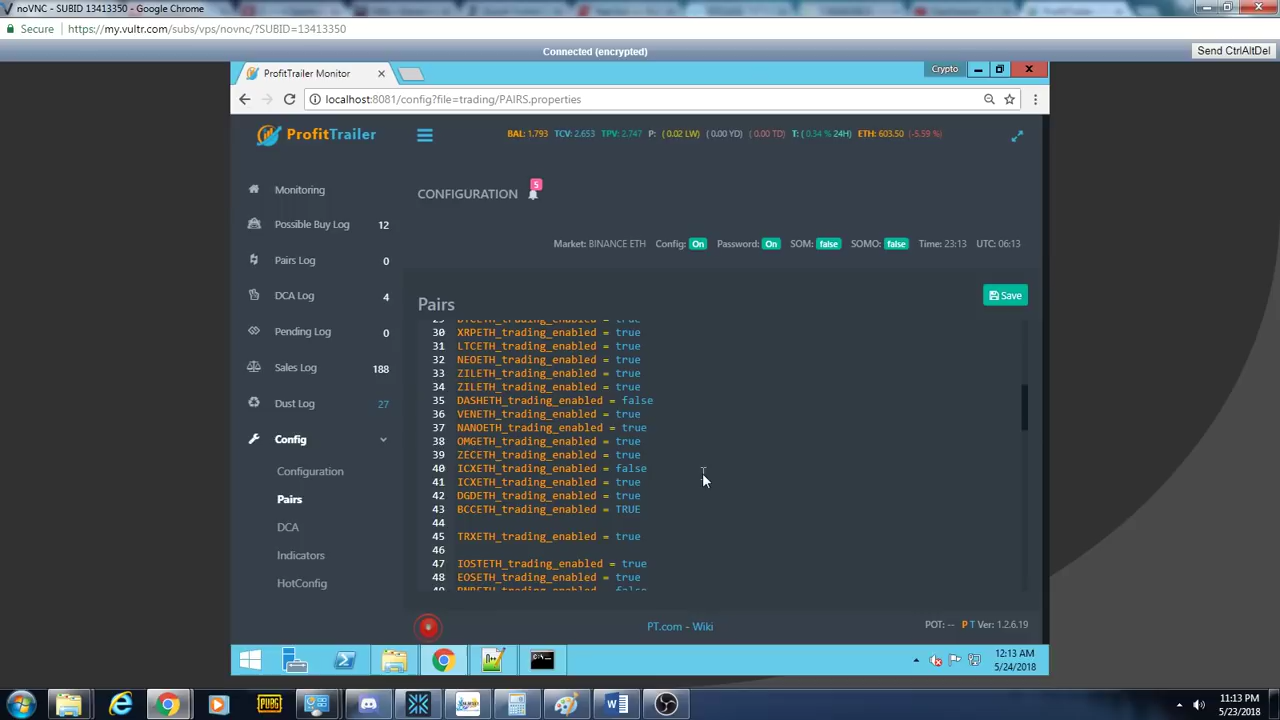 noVNC - SUBID 13413350 - Google Chrome
Secure https://my.vultr.com/subs/vps/novnc/?SUBID=13413350
Connected (encrypted)
Send CtrlAltDel
ProfitTrailer Monitor
Crypto
localhost:8081/config?file=trading/PAIRS.properties
ProfitTrailer
BAL: 1.793 TCV: 2.653 TPV: 2.747 P: ( 0.02 LW) ( 0.00 YD) ( 0.00 TD) T: ( 0.34 % 24H) ETH: 603.50 (-5.59 %)
Monitoring
CONFIGURATION 5
Possible Buy Log 12
Market: BINANCE ETH Config: On Password: On SOM: false SOMO: false Time: 23:13 UTC: 06:13
Pairs Log 0
DCA Log 4
Pairs
Save
29 BTCETH_trading_enabled = true
30 XRPETH_trading_enabled = true
31 LTCETH_trading_enabled = true
32 NEOETH_trading_enabled = true
33 ZILETH_trading_enabled = true
34 ZILETH_trading_enabled = true
35 DASHETH_trading_enabled = false
36 VENETH_trading_enabled = true
37 NANOETH_trading_enabled = true
38 OMGETH_trading_enabled = true
39 ZECETH_trading_enabled = true
40 ICXETH_trading_enabled = false
41 ICXETH_trading_enabled = true
42 DGDETH_trading_enabled = true
43 BCCETH_trading_enabled = TRUE
44
45 TRXETH_trading_enabled = true
46
47 IOSTETH_trading_enabled = true
48 EOSETH_trading_enabled = true
49 BNBETH_trading_enabled = false
Pending Log 0
Sales Log 188
Dust Log 27
Config
Configuration
Pairs
DCA
Indicators
HotConfig
PT.com - Wiki
POT: -- P T Ver: 1.2.6.19
12:13 AM
5/24/2018
PUBG
11:13 PM
5/23/2018